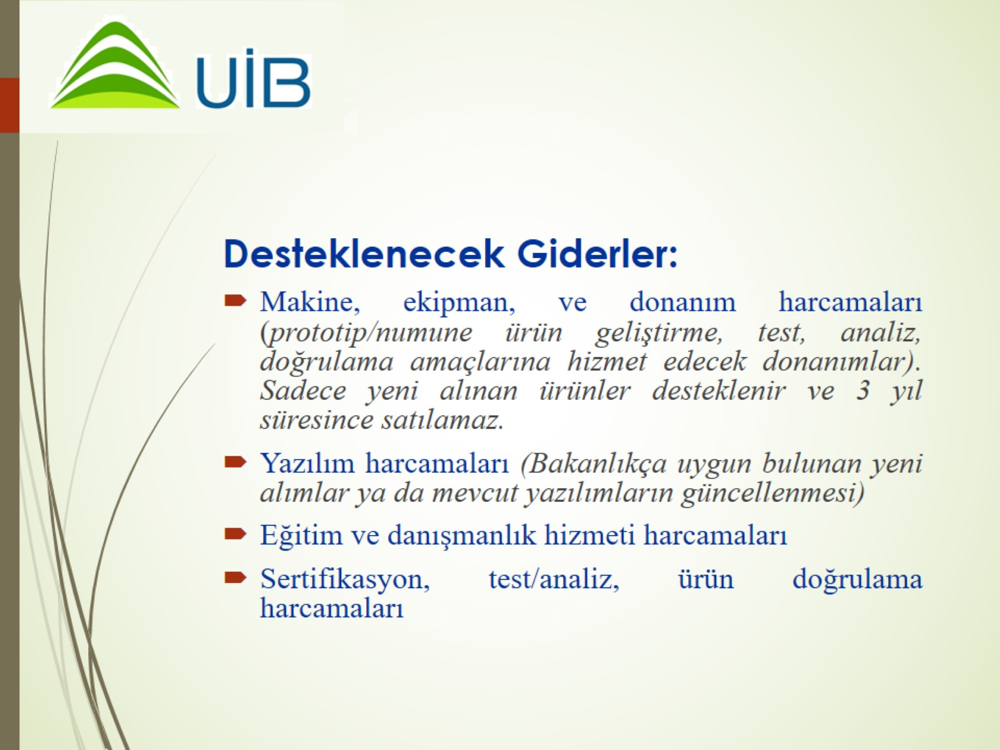 UİB
Desteklenecek Giderler:
Makine, ekipman, ve donanım harcamaları
(prototip/numune ürün geliştirme, test, analiz,
doğrulama amaçlarına hizmet edecek donanımlar).
Sadece yeni alınan ürünler desteklenir ve 3 yıl
süresince satılamaz.
Yazılım harcamaları (Bakanlıkça uygun bulunan yeni
alımlar ya da mevcut yazılımların güncellenmesi)
Eğitim ve danışmanlık hizmeti harcamaları
Sertifikasyon, test/analiz, ürün doğrulama
harcamaları